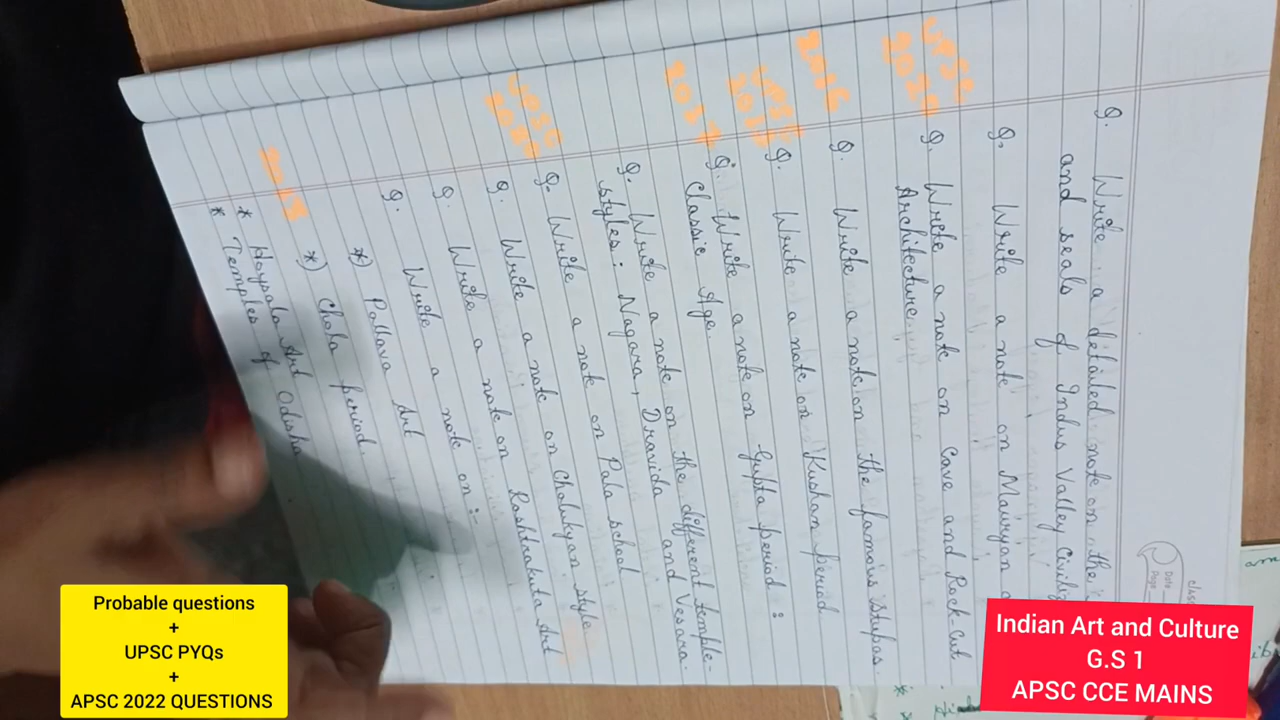 classmate
Date
Page
Q. Write a detailed note on the
and seals of Indus Valley Civiliz
Q. Write a note on Mauryan
UPSC
2020
Q. Write a note on Cave and Rock-Cut
Architecture
2016
Q. Write a note on the famous stupas.
UPSC
Q. Write a note on Kushan Period
2017
Q. Write a note on Gupta period :
Classic Age.
Q. Write a note on the different temple-
styles : Nagara, Dravida and Vesara.
UPSC
Q. Write a note on Pala school
Q. Write a note on Chalukyan style
Q. Write a note on Rashtrakuta Art
Q. Write a note on :-
*) Pallava Art
*) Chola period.
* Hoysala Art
* Temples of Odisha
Probable questions
+
UPSC PYQs
+
APSC 2022 QUESTIONS
Indian Art and Culture
G.S 1
APSC CCE MAINS